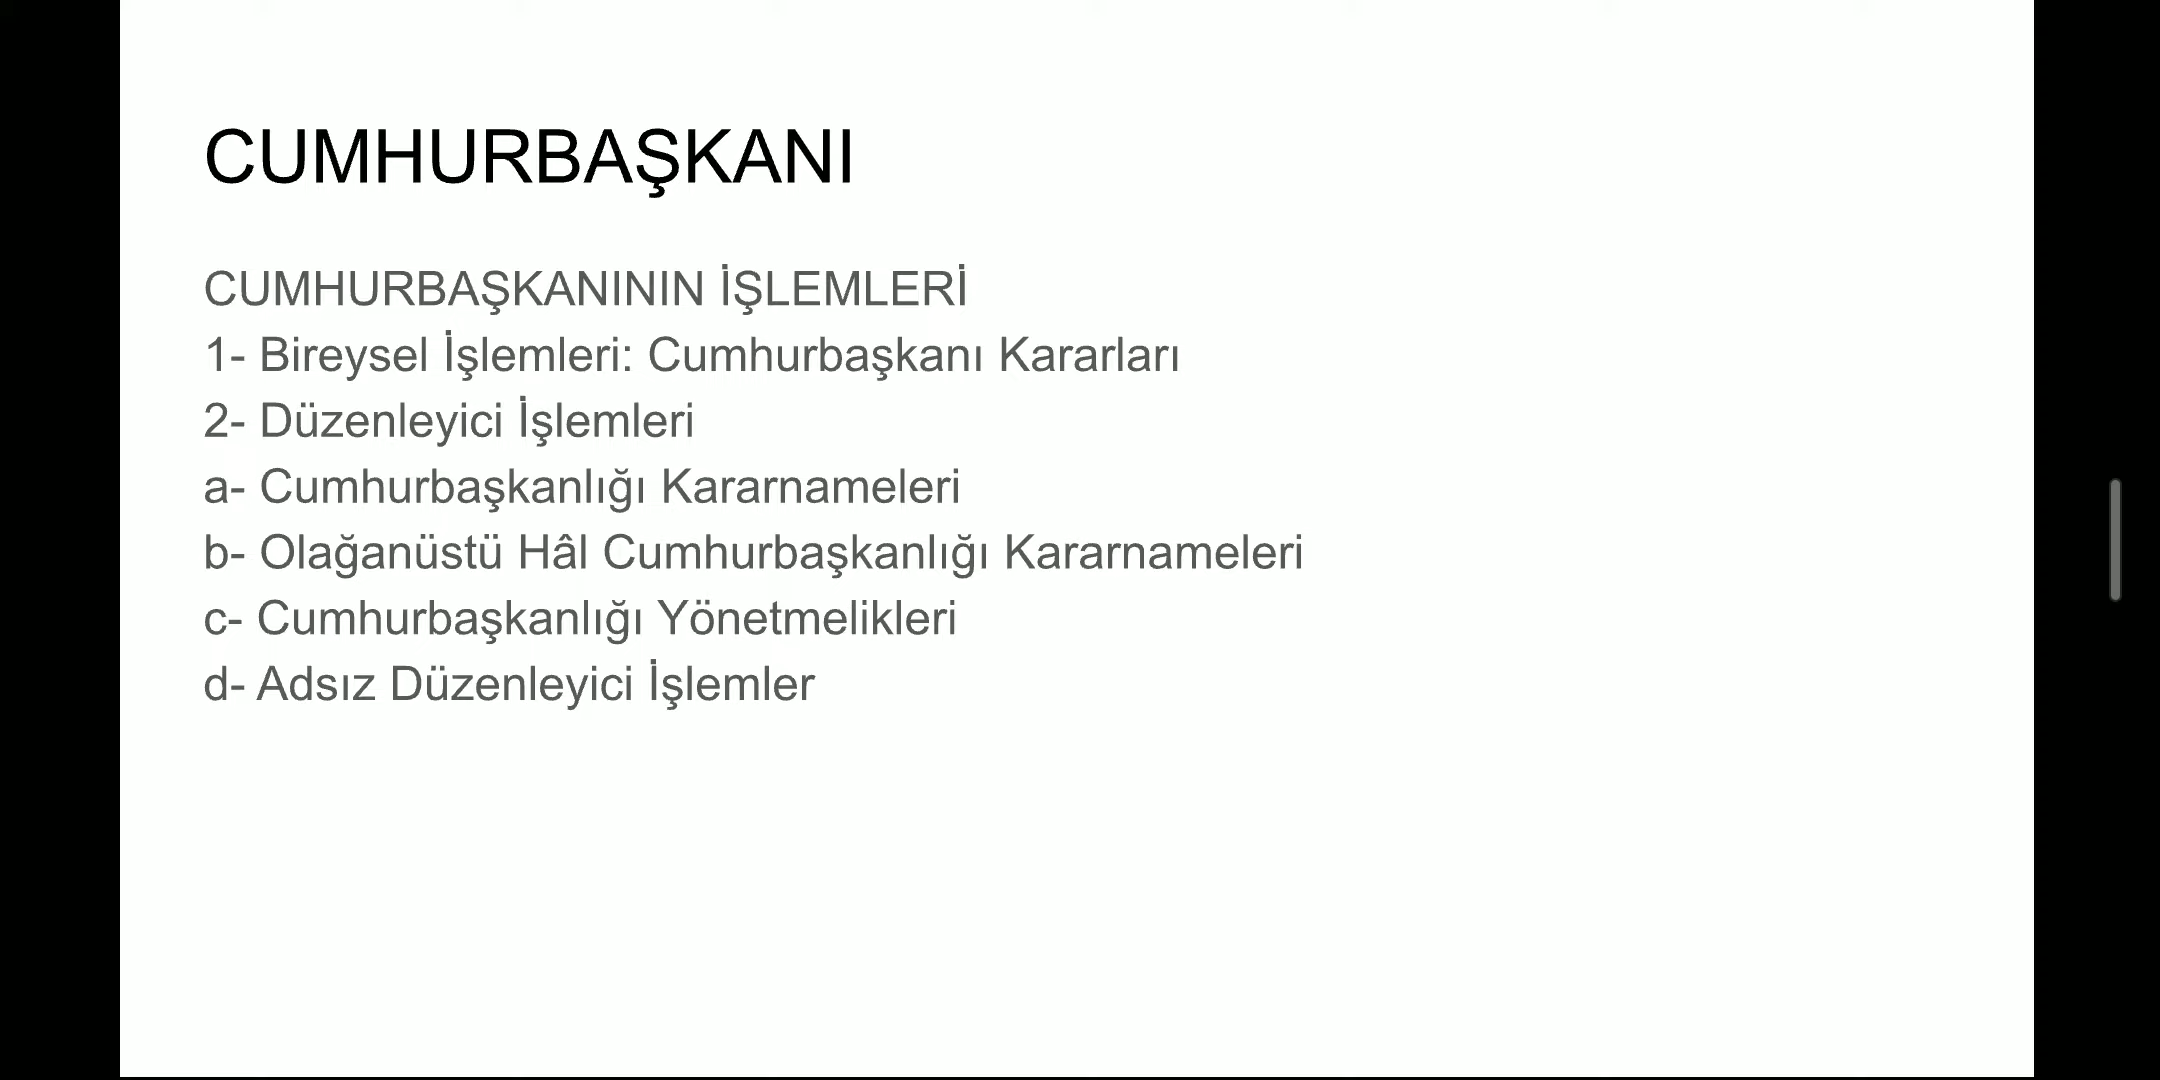 CUMHURBAŞKANI
CUMHURBAŞKANININ İŞLEMLERİ
1- Bireysel İşlemleri: Cumhurbaşkanı Kararları
2- Düzenleyici İşlemleri
a- Cumhurbaşkanlığı Kararnameleri
b- Olağanüstü Hâl Cumhurbaşkanlığı Kararnameleri
c- Cumhurbaşkanlığı Yönetmelikleri
d- Adsız Düzenleyici İşlemler